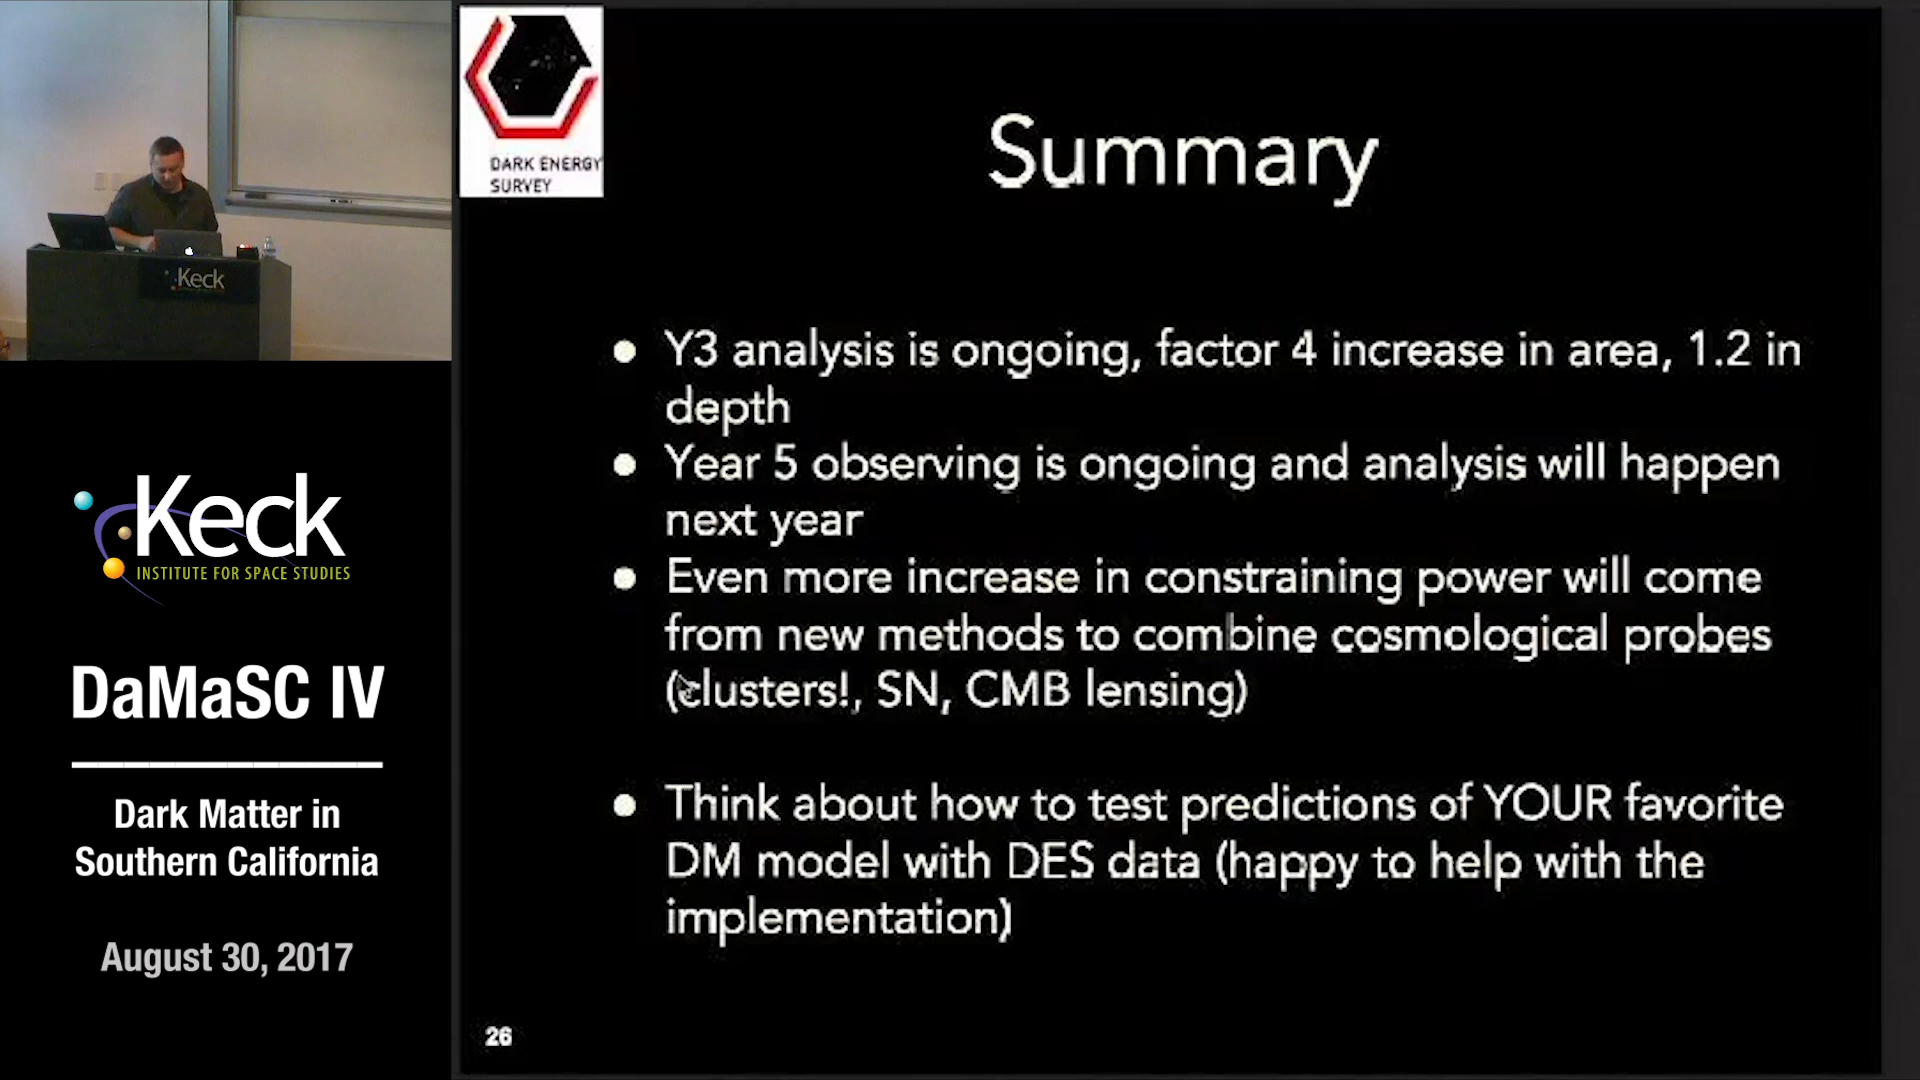 DARK ENERGY
SURVEY
Summary
Y3 analysis is ongoing, factor 4 increase in area, 1.2 in
depth
Year 5 observing is ongoing and analysis will happen
next year
Even more increase in constraining power will come
from new methods to combine cosmological probes
(clusters!, SN, CMB lensing)
Think about how to test predictions of YOUR favorite
DM model with DES data (happy to help with the
implementation)
26
Keck
Keck
INSTITUTE FOR SPACE STUDIES
DaMaSC IV
Dark Matter in
Southern California
August 30, 2017